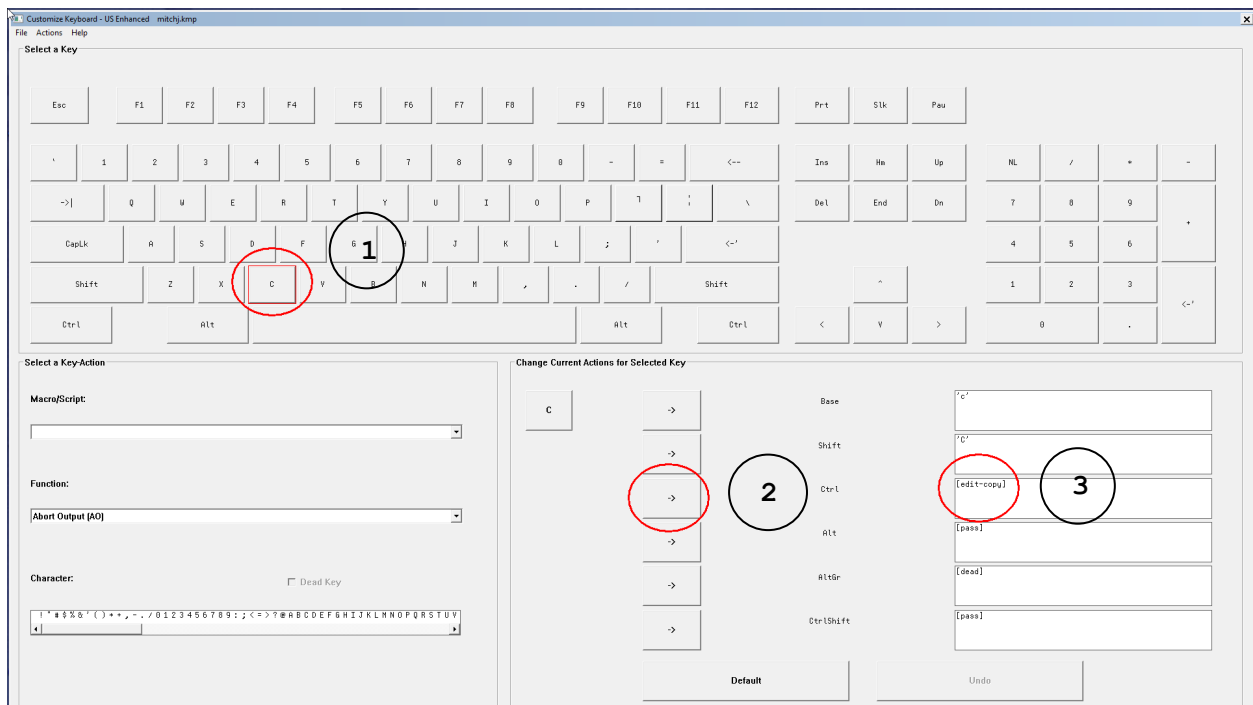 Customize Keyboard - US Enhanced mitchj.kmp
File Actions Help
Select a Key
Esc F1 F2 F3 F4 F5 F6 F7 F8 F9 F10 F11 F12 Prt Slk Pau
` 1 2 3 4 5 6 7 8 9 0 - = <-- Ins Hm Up NL / * -
->| Q W E R T Y U I O P \ Del End Dn 7 8 9 +
CapLk A S D F G H J K L ; ' <-' 4 5 6
1
Shift Z X C V B N M , . / Shift ^ 1 2 3 <-'
Ctrl Alt Alt Ctrl < V > 0 .
Select a Key-Action
Macro/Script:
Function:
Abort Output (AO)
Character:
Dead Key
! " # $ % & ' ( ) * + , - . / 0 1 2 3 4 5 6 7 8 9 : ; < = > ? @ A B C D E F G H I J K L M N O P Q R S T U V
Change Current Actions for Selected Key
C -> Base 'c'
-> Shift 'C'
-> 2 Ctrl [edit-copy] 3
-> Alt [pass]
-> AltGr [dead]
-> CtrlShift [pass]
Default Undo